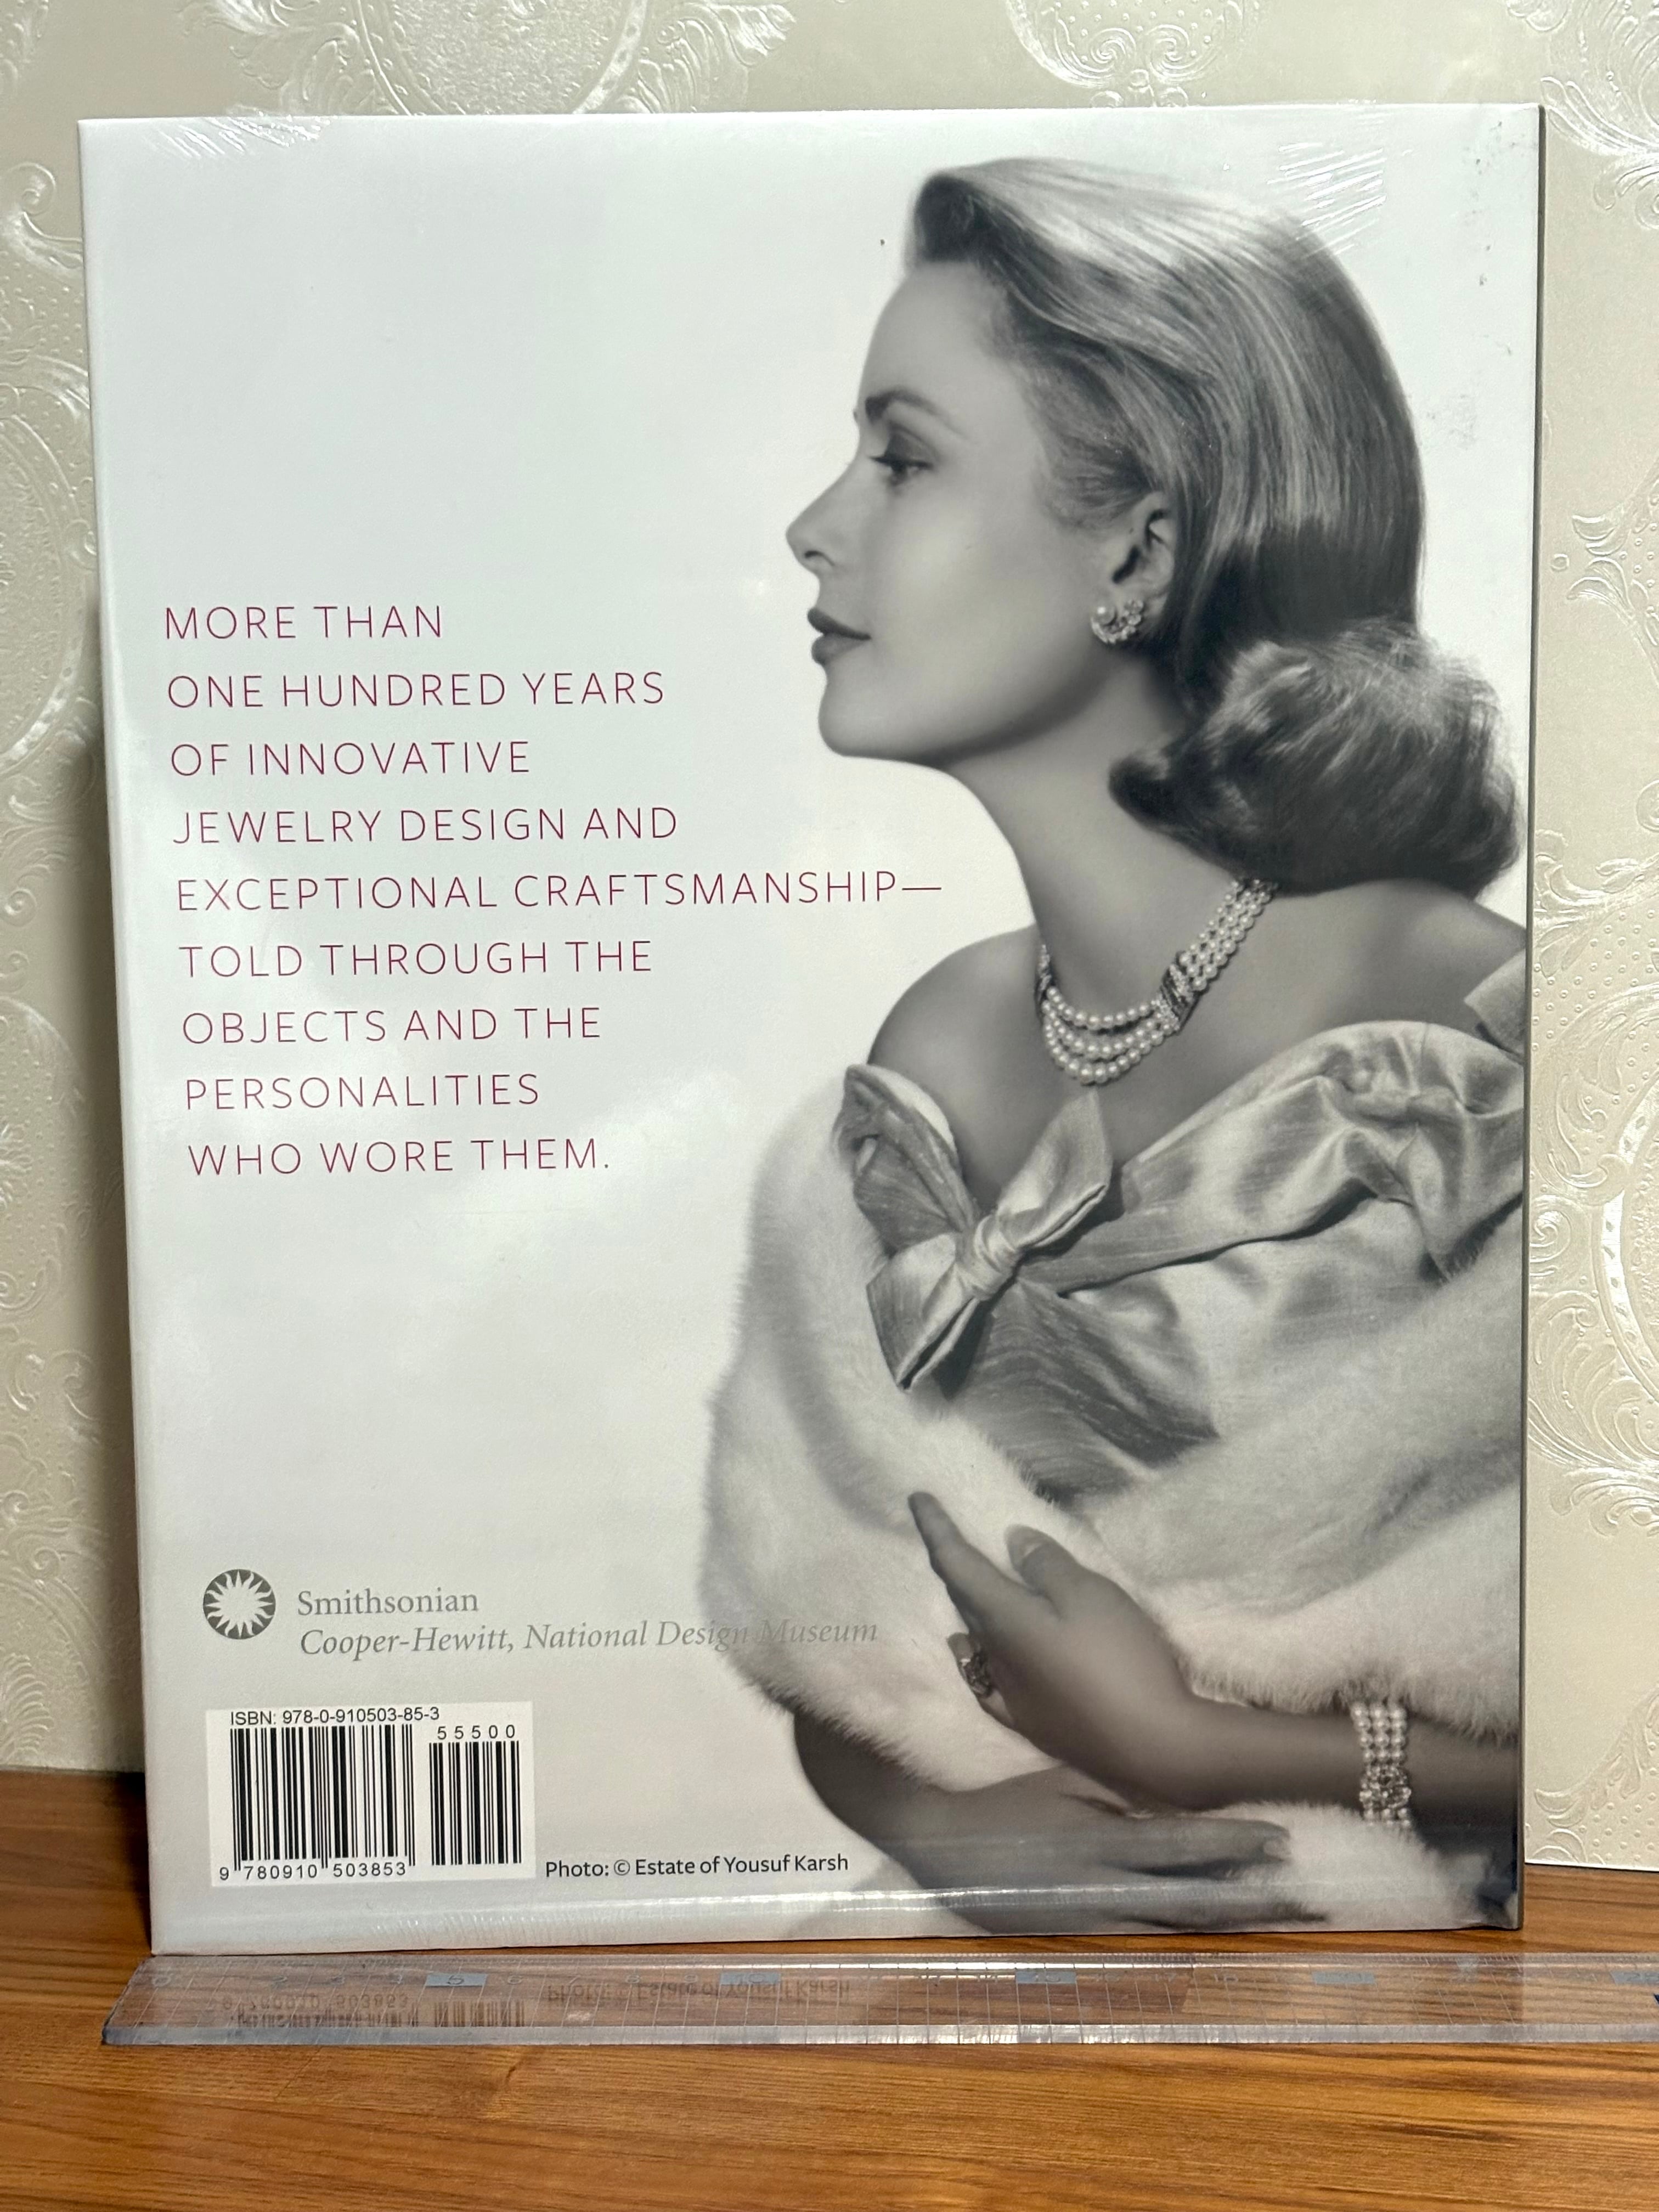 MORE THAN
ONE HUNDRED YEARS
OF INNOVATIVE
JEWELRY DESIGN AND
EXCEPTIONAL CRAFTSMANSHIP—
TOLD THROUGH THE
OBJECTS AND THE
PERSONALITIES
WHO WORE THEM.
Smithsonian
Cooper-Hewitt, National Design Museum
ISBN: 978-0-910503-85-3
55500
9 780910 503853
Photo: © Estate of Yousuf Karsh